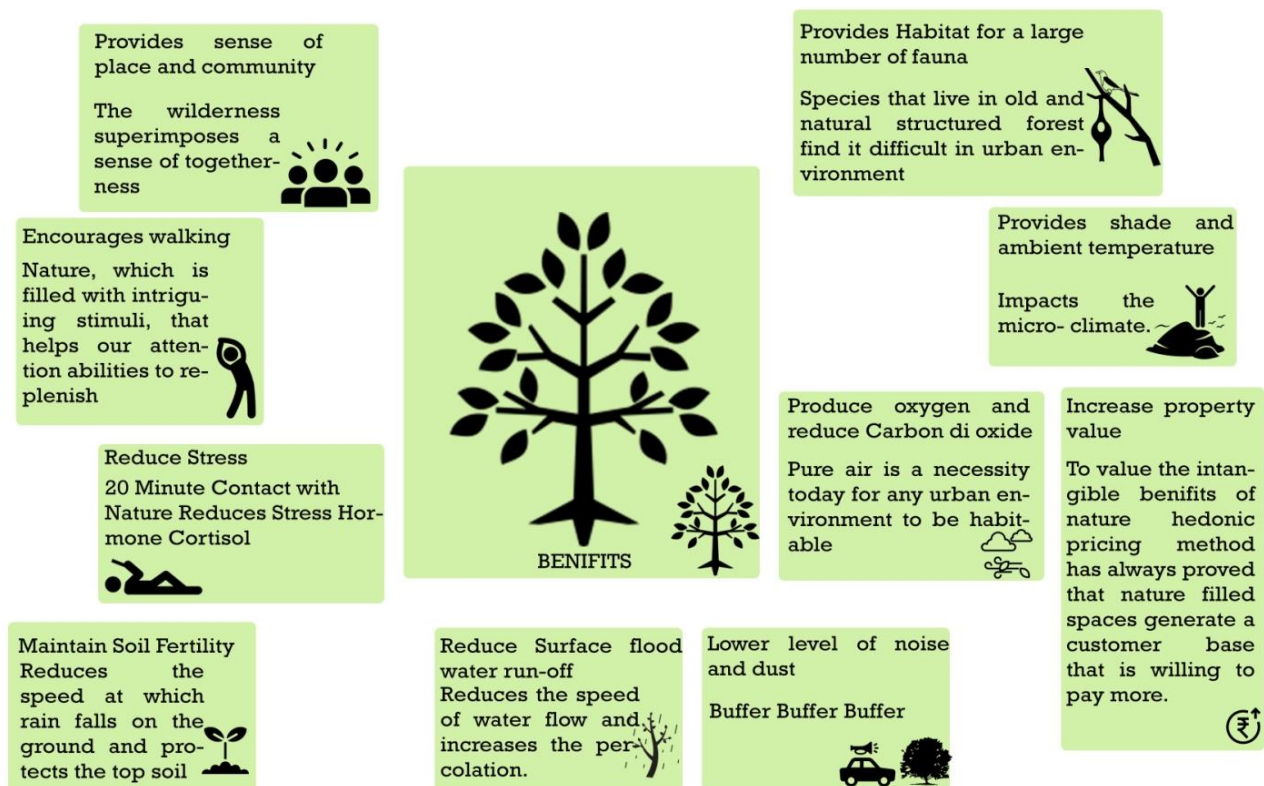 Provides sense of
place and community
The wilderness
superimposes a
sense of together-
ness
Encourages walking
Nature, which is
filled with intrigu-
ing stimuli, that
helps our atten-
tion abilities to re-
plenish
Reduce Stress
20 Minute Contact with
Nature Reduces Stress Hor-
mone Cortisol
Maintain Soil Fertility
Reduces the
speed at which
rain falls on the
ground and pro-
tects the top soil
BENIFITS
Reduce Surface flood
water run-off
Reduces the speed
of water flow and
increases the per-
colation.
Lower level of noise
and dust
Buffer Buffer Buffer
Provides Habitat for a large
number of fauna
Species that live in old and
natural structured forest
find it difficult in urban en-
vironment
Provides shade and
ambient temperature
Impacts the
micro- climate.
Produce oxygen and
reduce Carbon di oxide
Pure air is a necessity
today for any urban en-
vironment to be habit-
able
Increase property
value
To value the intan-
gible benifits of
nature hedonic
pricing method
has always proved
that nature filled
spaces generate a
customer base
that is willing to
pay more.
₹